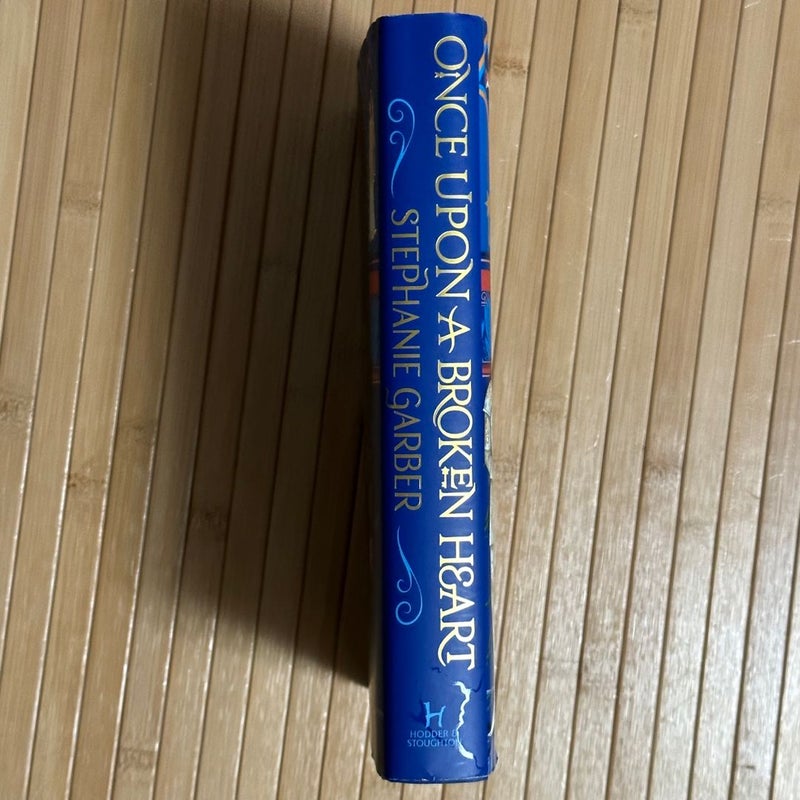 ONCE UPON A BROKEN HEART
STEPHANIE GARBER
H
HODDER &
STOUGHTON